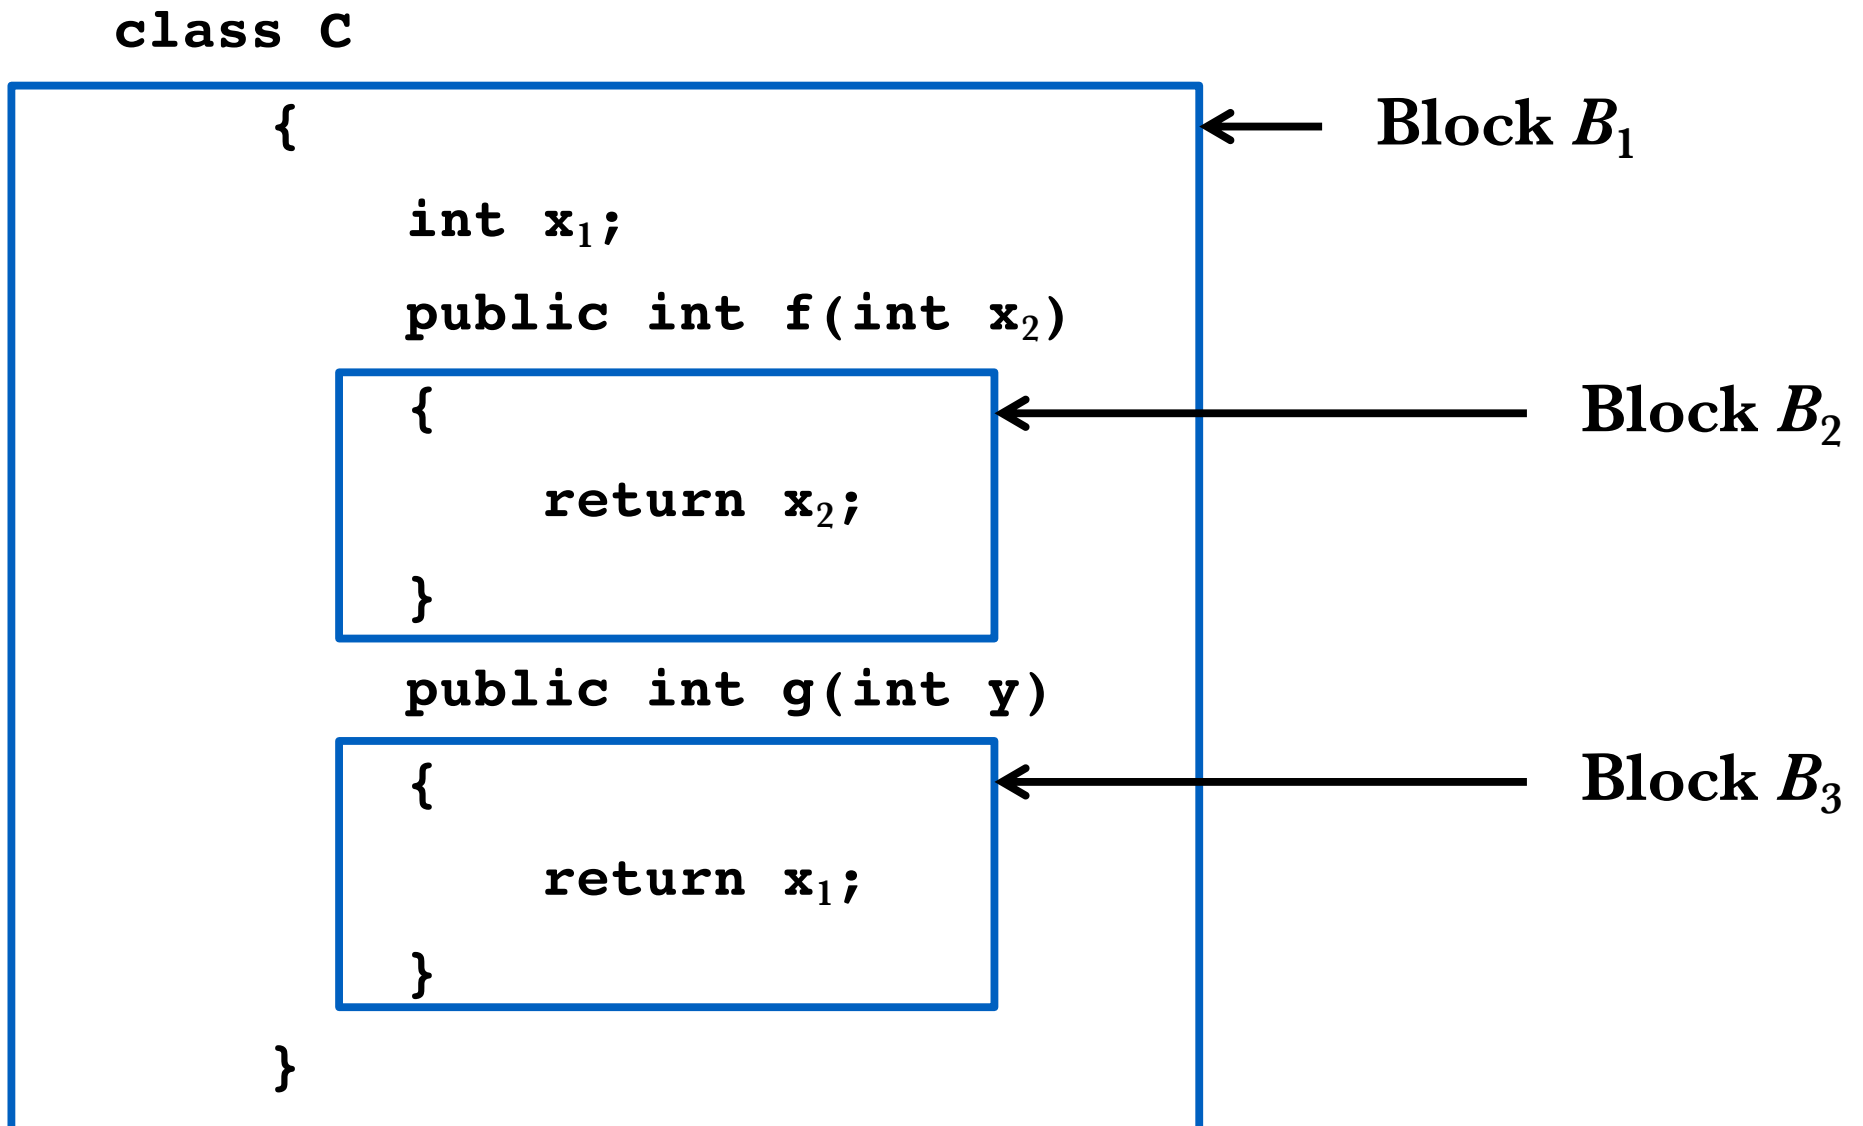 class C
{ Block B₁
int x₁;
public int f(int x₂)
{ Block B₂
return x₂;
}
public int g(int y)
{ Block B₃
return x₁;
}
}